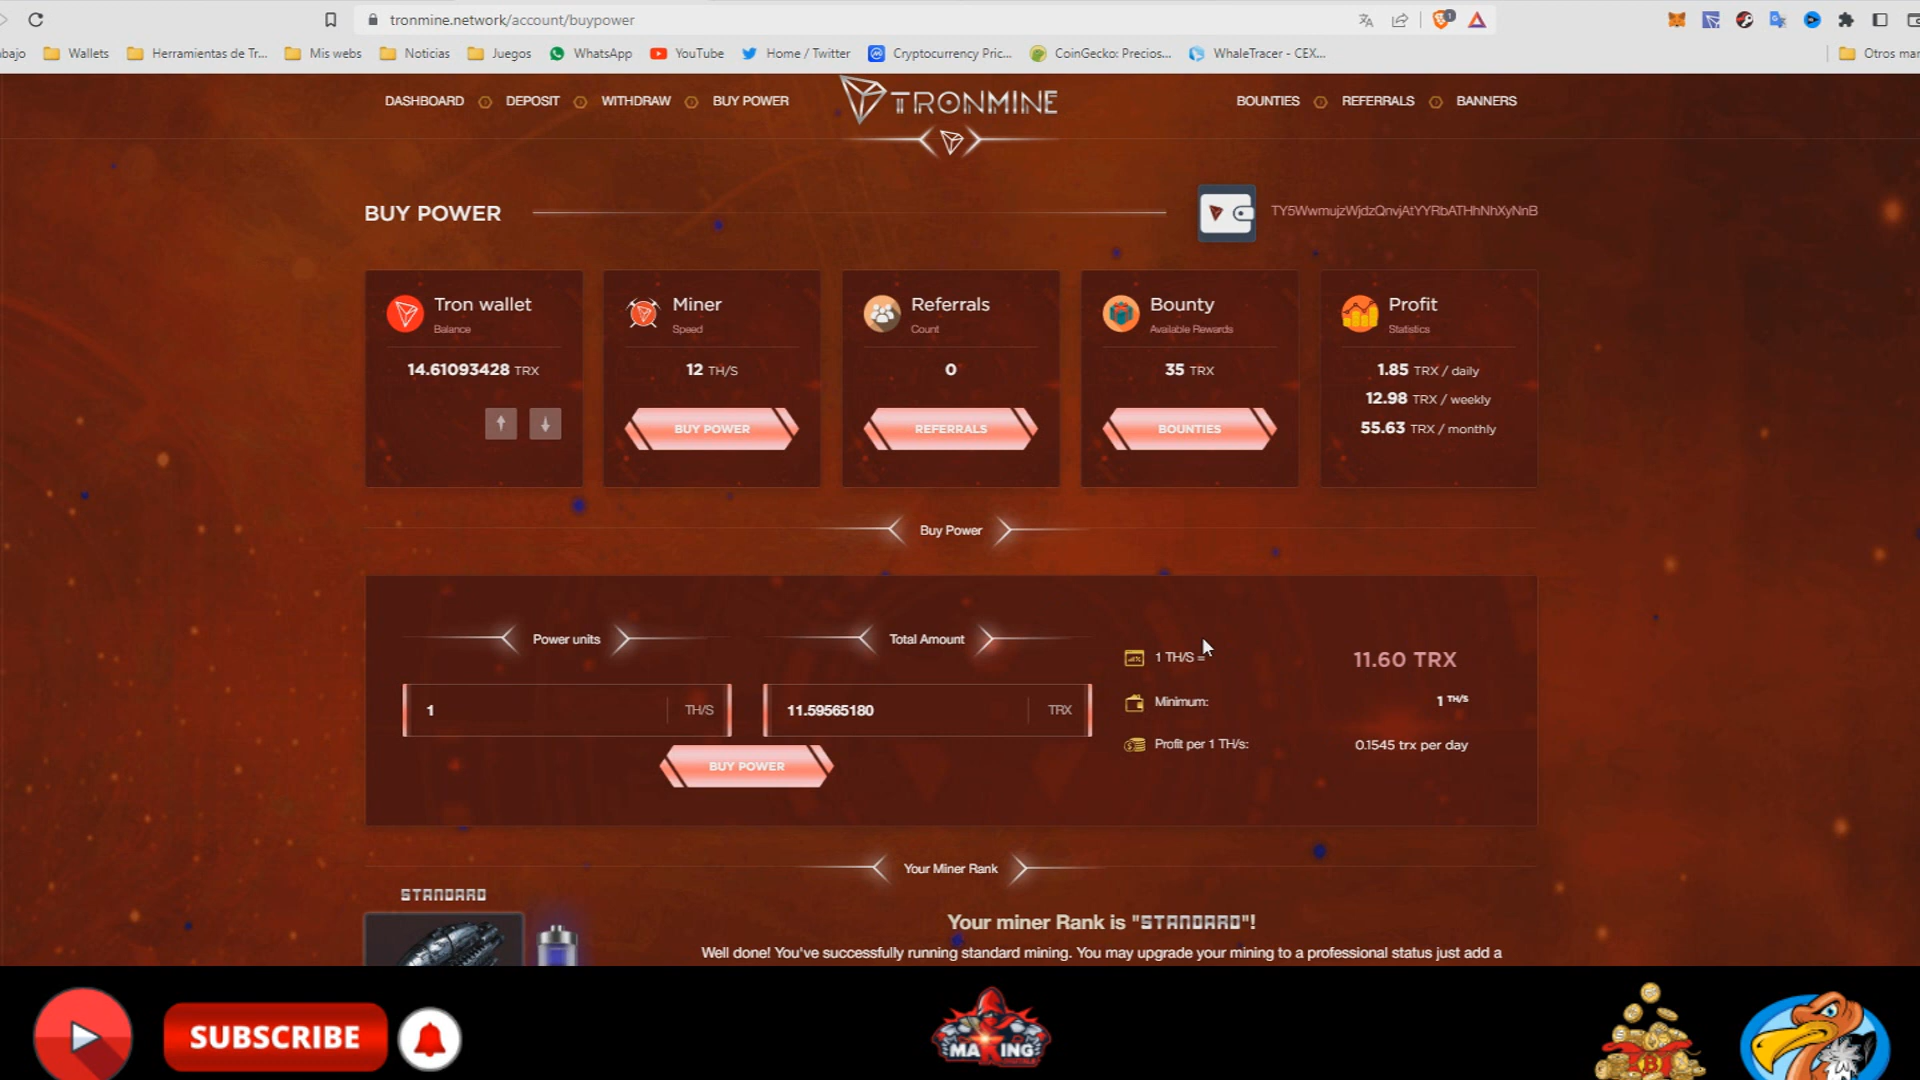 tronmine.network/account/buypower
1
bajo
Wallets
Herramientas de Tr...
Mis webs
Noticias
Juegos
WhatsApp
YouTube
Home / Twitter
Cryptocurrency Pric...
CoinGecko: Precios...
WhaleTracer - CEX...
Otros mar
DASHBOARD
DEPOSIT
WITHDRAW
BUY POWER
TRONMINE
BOUNTIES
REFERRALS
BANNERS
BUY POWER
TY5WwmujzWjdzQnvjAtYYRbATHhNhXyNnB
Tron wallet
Balance
14.61093428 TRX
Miner
Speed
12 TH/S
BUY POWER
Referrals
Count
0
REFERRALS
Bounty
Available Rewards
35 TRX
BOUNTIES
Profit
Statistics
1.85 TRX / daily
12.98 TRX / weekly
55.63 TRX / monthly
Buy Power
Power units
1 TH/S
Total Amount
11.59565180 TRX
BUY POWER
1 TH/S = 11.60 TRX
Minimum: 1 TH/S
Profit per 1 TH/s: 0.1545 trx per day
Your Miner Rank
STANDARD
Your miner Rank is "STANDARD"!
Well done! You've successfully running standard mining. You may upgrade your mining to a professional status just add a
SUBSCRIBE
MAXING